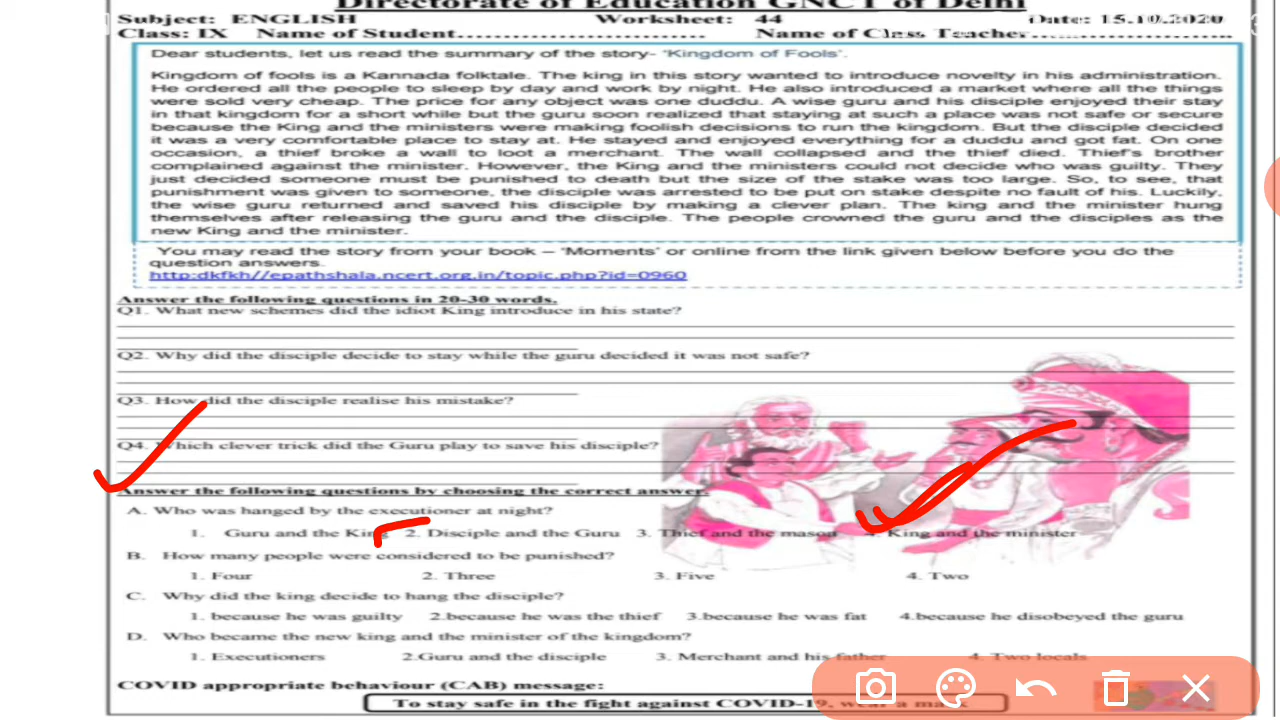 Directorate of Education GNCT of Delhi
Subject: ENGLISH Worksheet: 44 Date: 15.10.2020
Class: IX Name of Student............................ Name of Class Teacher........................
Dear students, let us read the summary of the story- 'Kingdom of Fools'.
Kingdom of fools is a Kannada folktale. The king in this story wanted to introduce novelty in his administration.
He ordered all the people to sleep by day and work by night. He also introduced a market where all the things
were sold very cheap. The price for any object was one duddu. A wise guru and his disciple enjoyed their stay
in that kingdom for a short while but the guru soon realized that staying at such a place was not safe or secure
because the King and the ministers were making foolish decisions to run the kingdom. But the disciple decided
it was a very comfortable place to stay at. He stayed and enjoyed everything for a duddu and got fat. On one
occasion, a thief broke a wall to loot a merchant. The wall collapsed and the thief died. Thief's brother
complained against the minister. However, the King and the ministers could not decide who was guilty. They
just decided someone must be punished to death but the size of the stake was too large. So, to see, that
punishment was given to someone, the disciple was arrested to be put on stake despite no fault of his. Luckily,
the wise guru returned and saved his disciple by making a clever plan. The king and the minister hung
themselves after releasing the guru and the disciple. The people crowned the guru and the disciples as the
new King and the minister.
You may read the story from your book – 'Moments' or online from the link given below before you do the
question answers.
http:dkfkh//epathshala.ncert.org.in/topic.php?id=0960
Answer the following questions in 20-30 words.
Q1. What new schemes did the idiot King introduce in his state?
Q2. Why did the disciple decide to stay while the guru decided it was not safe?
Q3. How did the disciple realise his mistake?
Q4. Which clever trick did the Guru play to save his disciple?
Answer the following questions by choosing the correct answer.
A. Who was hanged by the executioner at night?
1. Guru and the King 2. Disciple and the Guru 3. Thief and the mason 4. King and the minister
B. How many people were considered to be punished?
1. Four 2. Three 3. Five 4. Two
C. Why did the king decide to hang the disciple?
1. because he was guilty 2.because he was the thief 3.because he was fat 4.because he disobeyed the guru
D. Who became the new king and the minister of the kingdom?
1. Executioners 2.Guru and the disciple 3. Merchant and his father 4. Two locals
COVID appropriate behaviour (CAB) message:
To stay safe in the fight against COVID-19, wear a mask